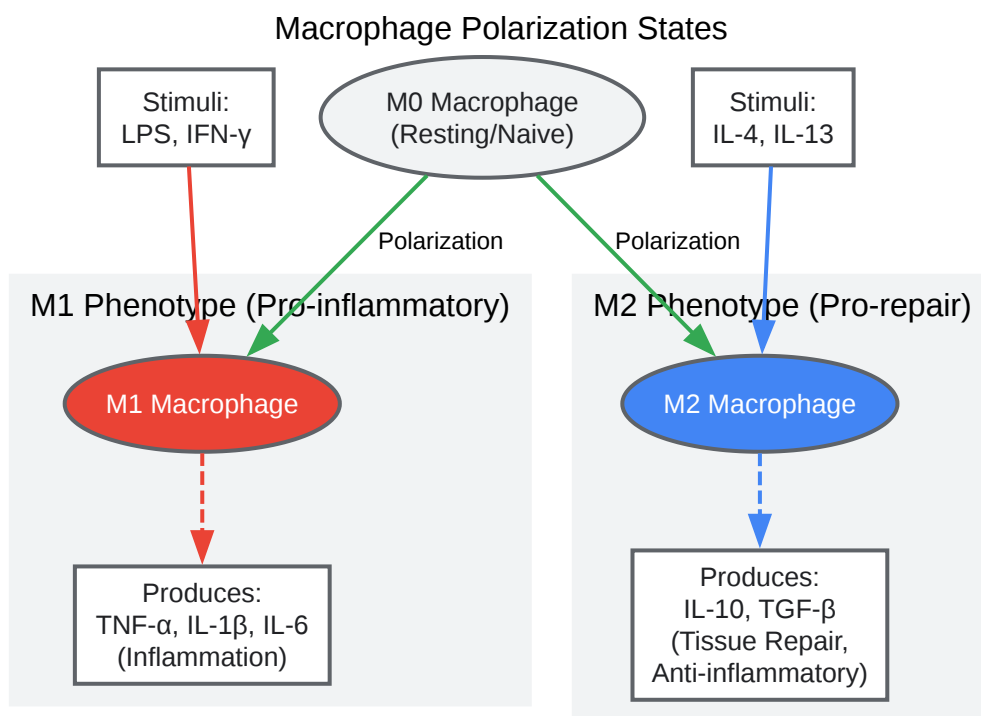 Macrophage Polarization States
Stimuli:
LPS, IFN-γ
M0 Macrophage
(Resting/Naive)
Stimuli:
IL-4, IL-13
Polarization
Polarization
M1 Phenotype (Pro-inflammatory)
M2 Phenotype (Pro-repair)
M1 Macrophage
M2 Macrophage
Produces:
TNF-α, IL-1β, IL-6
(Inflammation)
Produces:
IL-10, TGF-β
(Tissue Repair,
Anti-inflammatory)